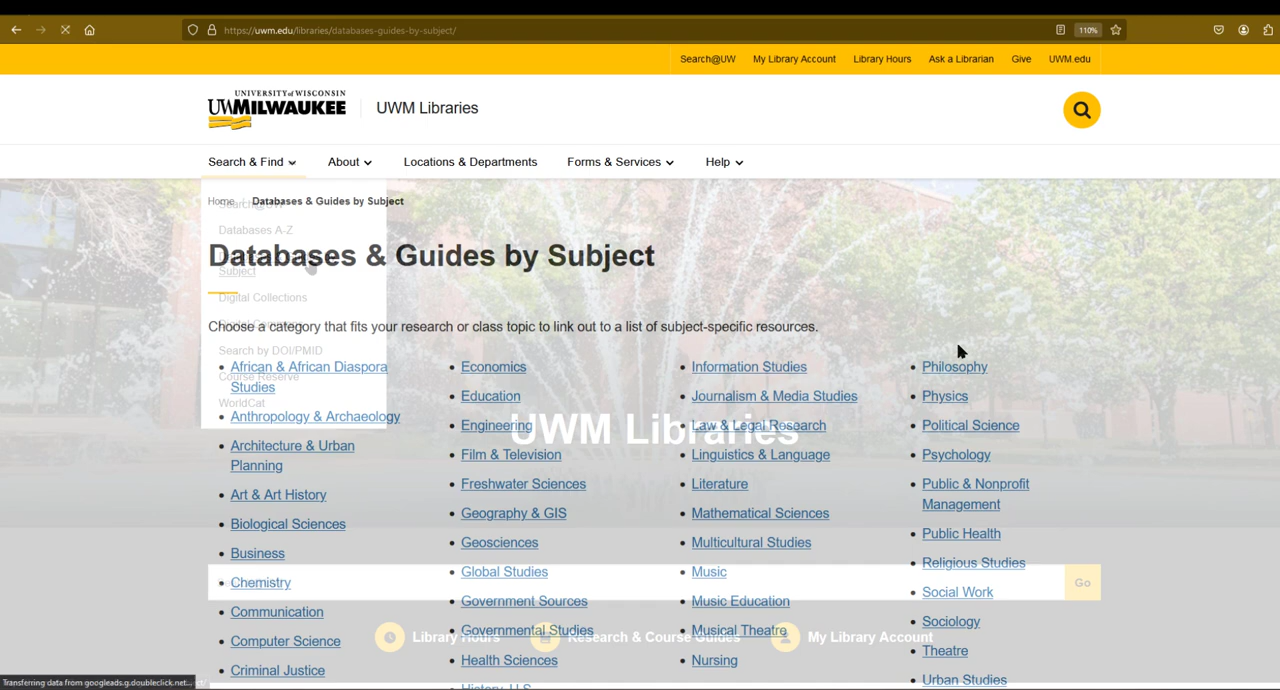 https://uwm.edu/libraries/databases-guides-by-subject/
110%
Search@UW My Library Account Library Hours Ask a Librarian Give UWM.edu
UNIVERSITY of WISCONSIN
UWMILWAUKEE
UWM Libraries
Search & Find About Locations & Departments Forms & Services Help
Home Databases & Guides by Subject
Search@UW
Databases A-Z
Databases & Guides by Subject
Subject
Digital Collections
Choose a category that fits your research or class topic to link out to a list of subject-specific resources.
Search by DOI/PMID
Course Reserve
WorldCat
African & African Diaspora
Studies
Anthropology & Archaeology
Architecture & Urban
Planning
Art & Art History
Biological Sciences
Business
Chemistry
Communication
Computer Science
Criminal Justice
Economics
Education
Engineering
Film & Television
Freshwater Sciences
Geography & GIS
Geosciences
Global Studies
Government Sources
Governmental Studies
Health Sciences
History, U.S.
Information Studies
Journalism & Media Studies
Law & Legal Research
Linguistics & Language
Literature
Mathematical Sciences
Multicultural Studies
Music
Music Education
Musical Theatre
Nursing
Philosophy
Physics
Political Science
Psychology
Public & Nonprofit
Management
Public Health
Religious Studies
Social Work
Sociology
Theatre
Urban Studies
UWM Libraries
Go
Library Hours Research & Course Guides My Library Account
Transferring data from googleads.g.doubleclick.net...